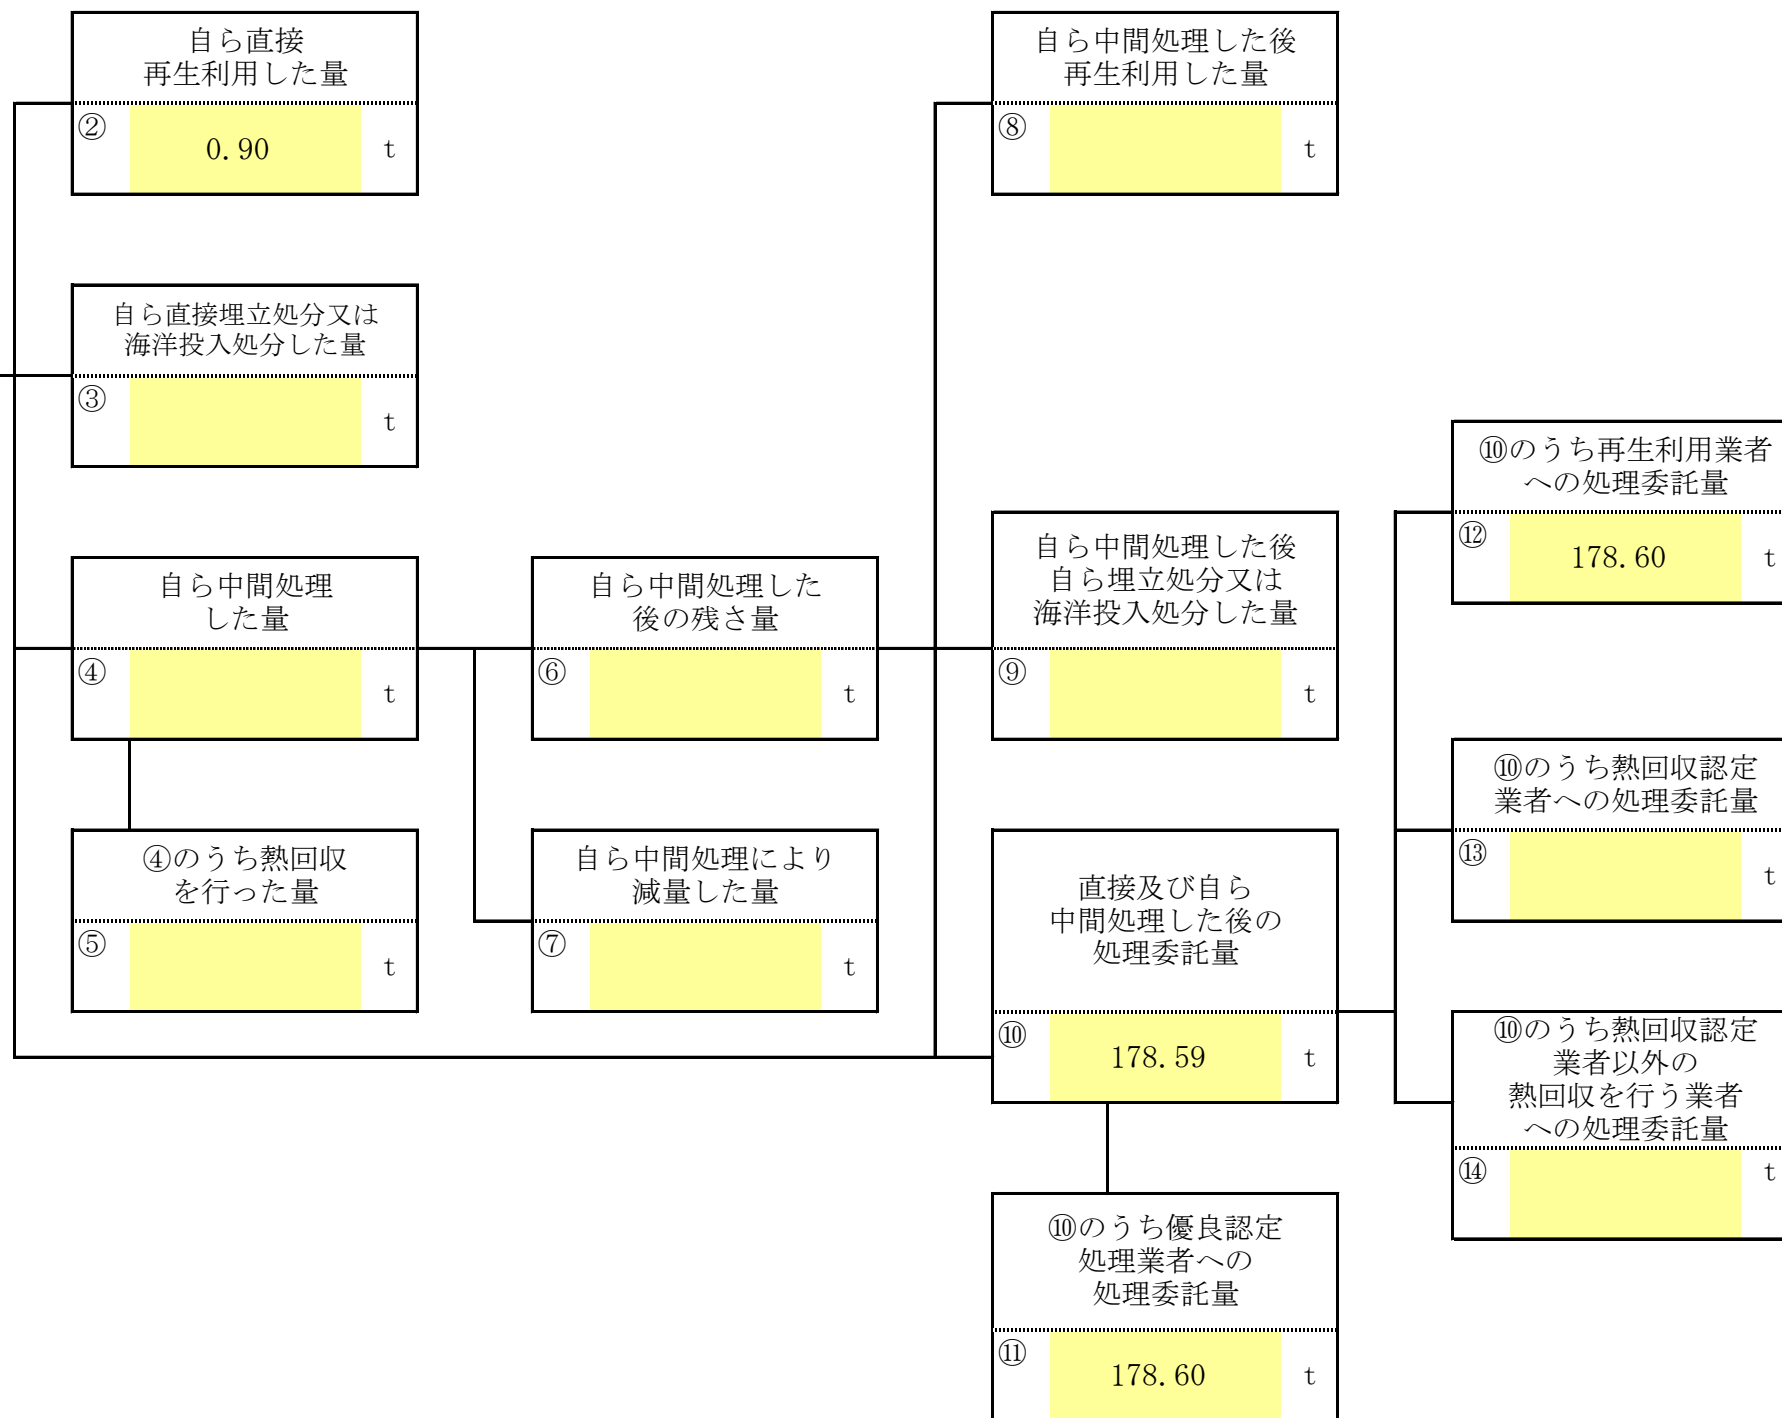 自ら直接
再生利用した量
② 0.90 t
自ら中間処理した後
再生利用した量
⑧ t
自ら直接埋立処分又は
海洋投入処分した量
③ t
⑩のうち再生利用業者
への処理委託量
⑫ 178.60 t
自ら中間処理
した量
④ t
自ら中間処理した
後の残さ量
⑥ t
自ら中間処理した後
自ら埋立処分又は
海洋投入処分した量
⑨ t
⑩のうち熱回収認定
業者への処理委託量
⑬ t
④のうち熱回収
を行った量
⑤ t
自ら中間処理により
減量した量
⑦ t
直接及び自ら
中間処理した後の
処理委託量
⑩ 178.59 t
⑩のうち熱回収認定
業者以外の
熱回収を行う業者
への処理委託量
⑭ t
⑩のうち優良認定
処理業者への
処理委託量
⑪ 178.60 t